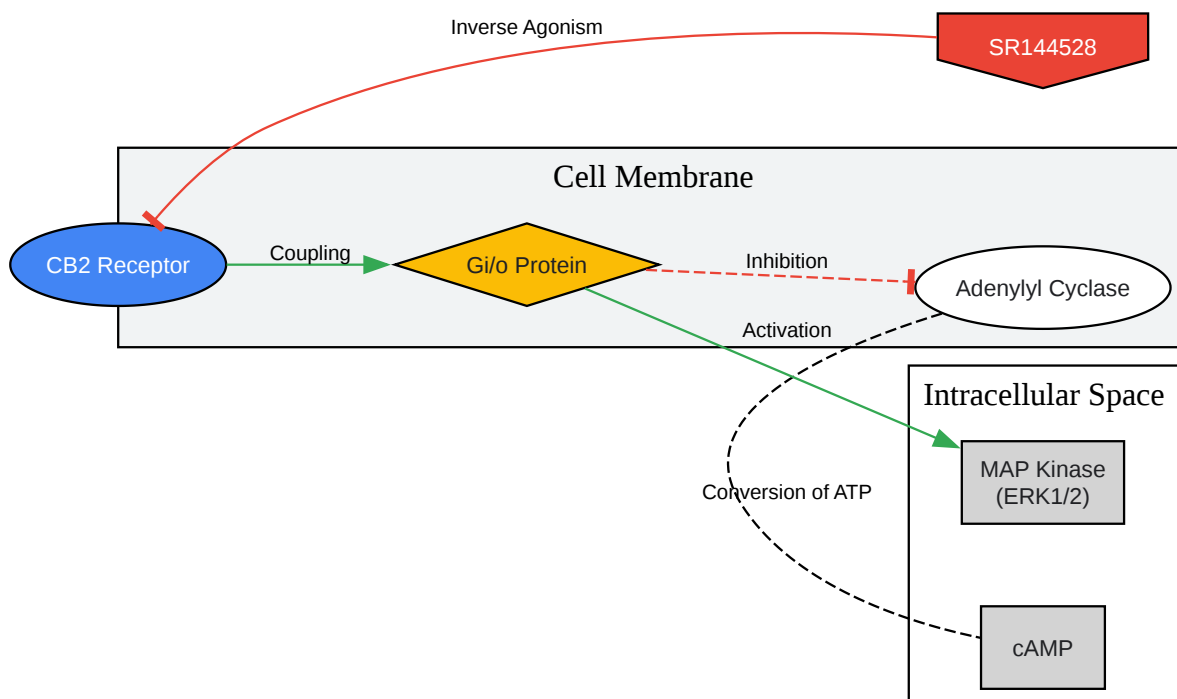 Inverse Agonism
SR144528
Cell Membrane
CB2 Receptor
Coupling
Gi/o Protein
Inhibition
Adenylyl Cyclase
Activation
Intracellular Space
MAP Kinase
(ERK1/2)
Conversion of ATP
cAMP